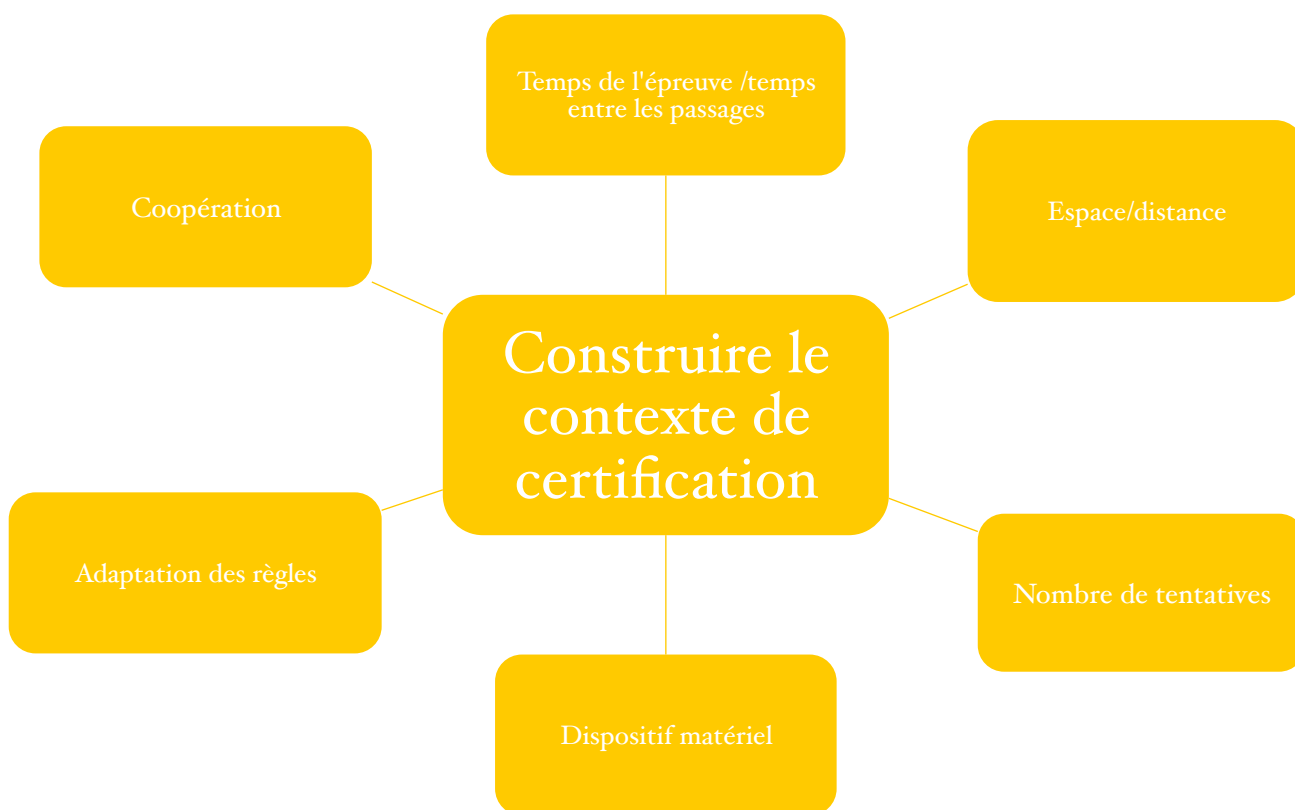 Temps de l'épreuve /temps
entre les passages
Coopération
Espace/distance
Construire le
contexte de
certification
Adaptation des règles
Nombre de tentatives
Dispositif matériel